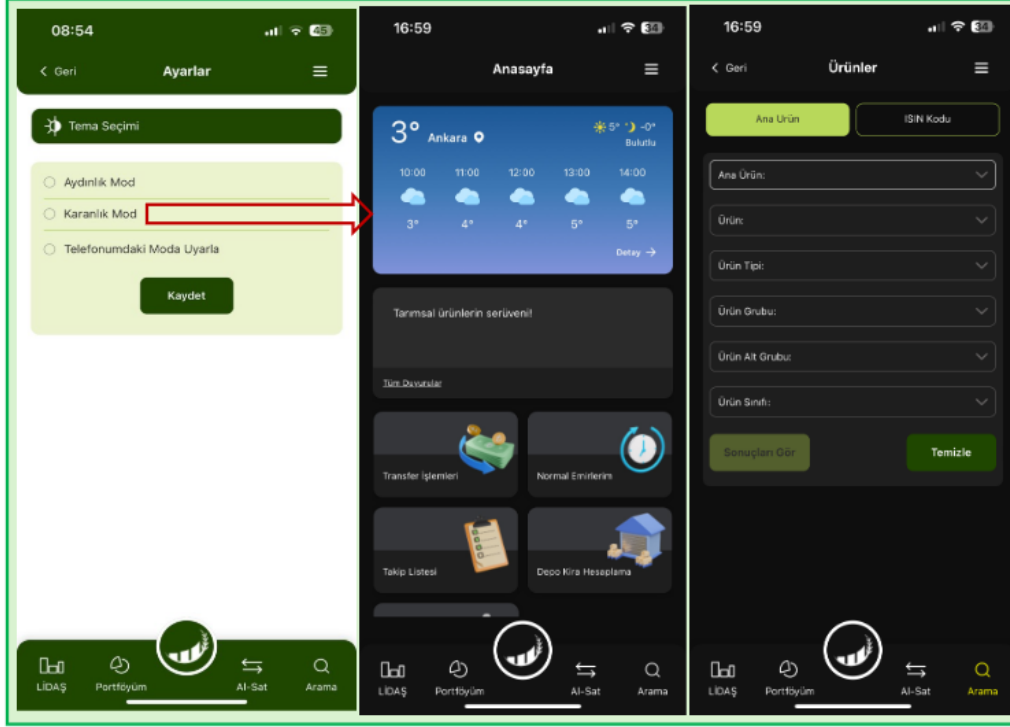 08:54
45
Geri
Ayarlar
Tema Seçimi
Aydınlık Mod
Karanlık Mod
Telefonumdaki Moda Uyarla
Kaydet
LİDAŞ
Portföyüm
Al-Sat
Arama
16:59
34
Anasayfa
3° Ankara
5° -0°
Bulutlu
10:00 11:00 12:00 13:00 14:00
3° 4° 4° 5° 5°
Detay →
Tarımsal ürünlerin serüveni!
Tüm Duyurular
Transfer İşlemleri
Normal Emirlerim
Takip Listesi
Depo Kira Hesaplama
LİDAŞ
Portföyüm
Al-Sat
Arama
16:59
34
Geri
Ürünler
Ana Ürün
ISIN Kodu
Ana Ürün:
Ürün:
Ürün Tipi:
Ürün Grubu:
Ürün Alt Grubu:
Ürün Sınıfı:
Sonuçları Gör
Temizle
LİDAŞ
Portföyüm
Al-Sat
Arama